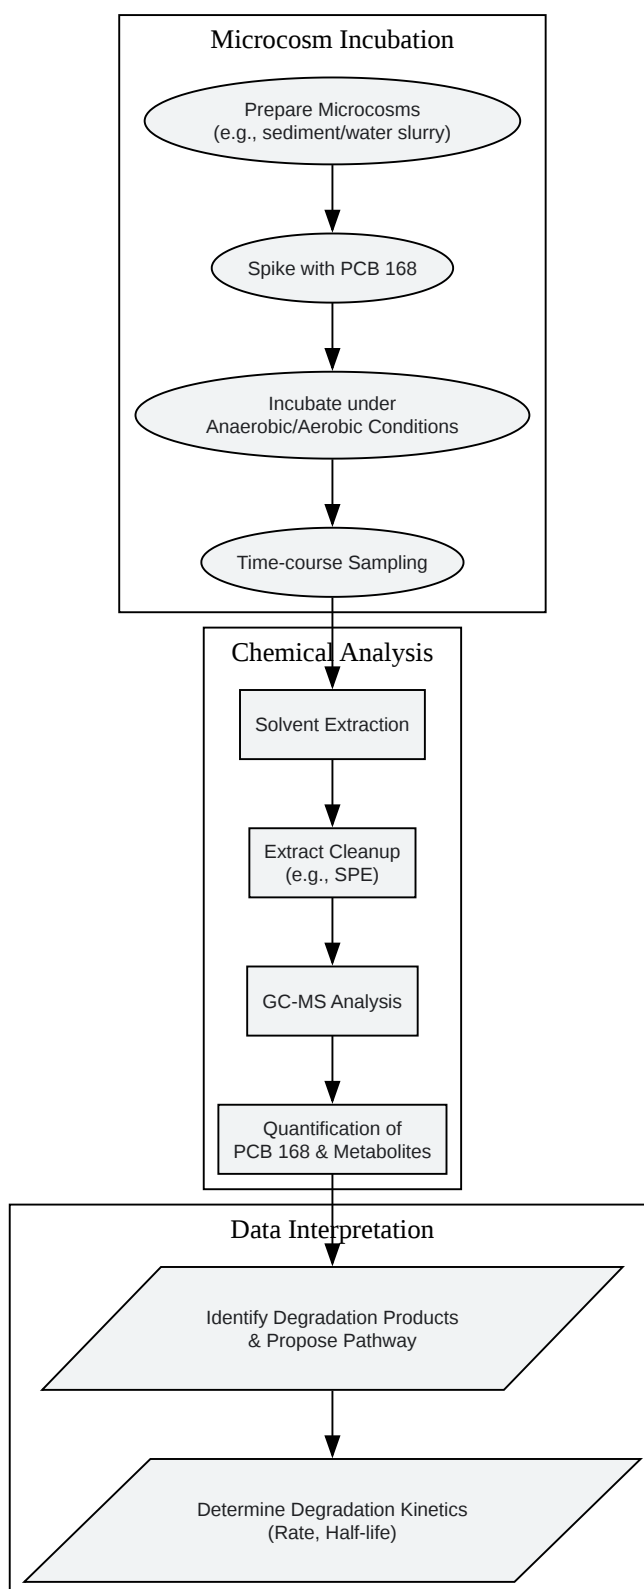 Microcosm Incubation
Prepare Microcosms
(e.g., sediment/water slurry)
Spike with PCB 168
Incubate under
Anaerobic/Aerobic Conditions
Time-course Sampling
Chemical Analysis
Solvent Extraction
Extract Cleanup
(e.g., SPE)
GC-MS Analysis
Quantification of
PCB 168 & Metabolites
Data Interpretation
Identify Degradation Products
& Propose Pathway
Determine Degradation Kinetics
(Rate, Half-life)